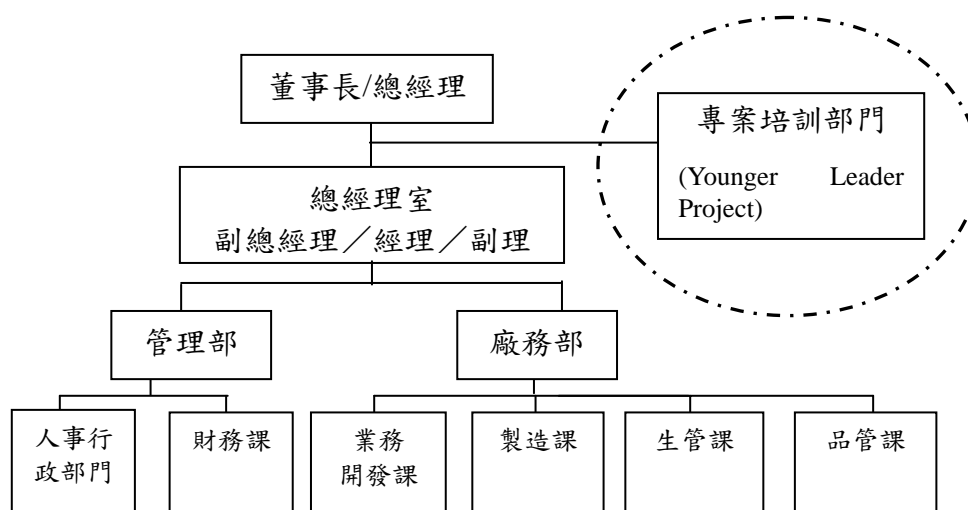 董事長/總經理
專案培訓部門
(Younger Leader
Project)
總經理室
副總經理／經理／副理
管理部
廠務部
人事行
政部門
財務課
業務
開發課
製造課
生管課
品管課